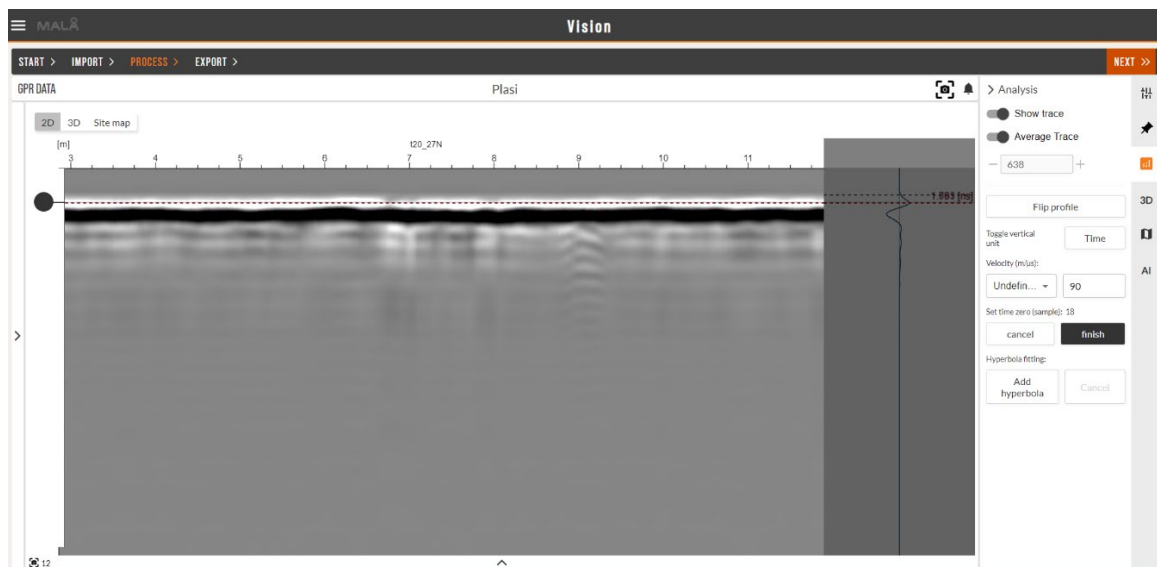 MALÅ
Vision
START > IMPORT > PROCESS > EXPORT >
NEXT >>
GPR DATA
Plasi
2D 3D Site map
[m]
t20_27N
3 4 5 6 7 8 9 10 11
[ns]
12
> Analysis
Show trace
Average Trace
− 638 +
Flip profile
Toggle vertical
unit
Time
Velocity (m/µs):
Undefin...
90
Set time zero (sample): 18
cancel
finish
Hyperbola fitting:
Add
hyperbola
Cancel
3D
AI